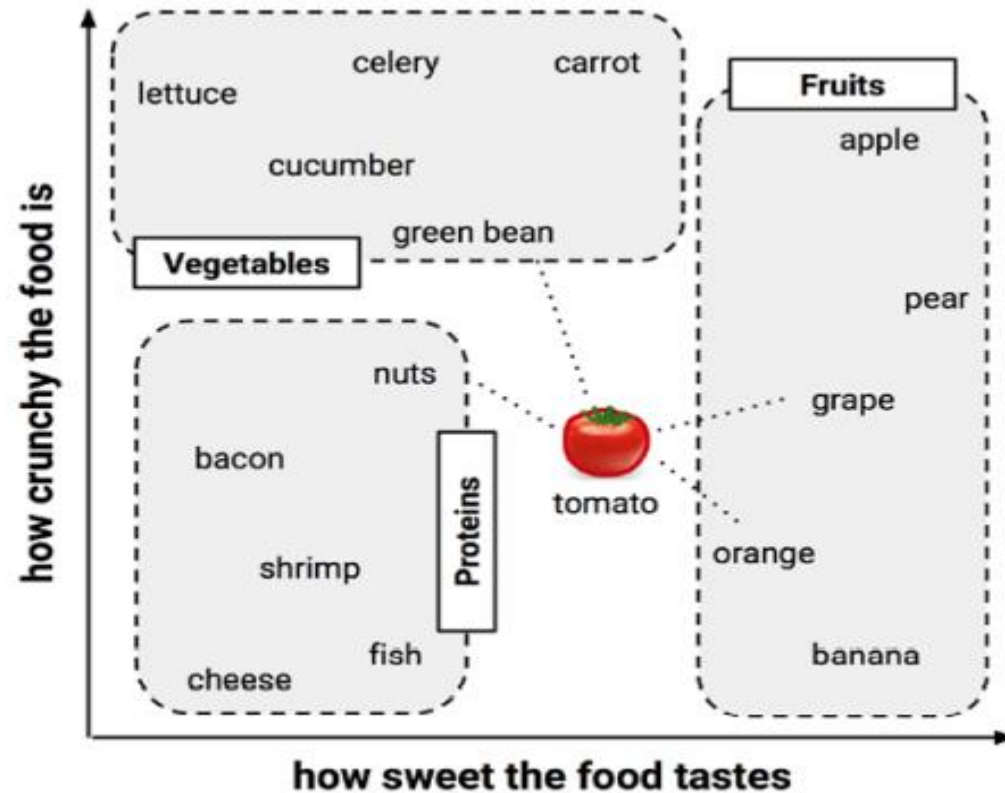 celery
carrot
lettuce
Fruits
apple
cucumber
green bean
Vegetables
pear
nuts
grape
bacon
tomato
Proteins
orange
shrimp
fish
banana
cheese
how crunchy the food is
how sweet the food tastes